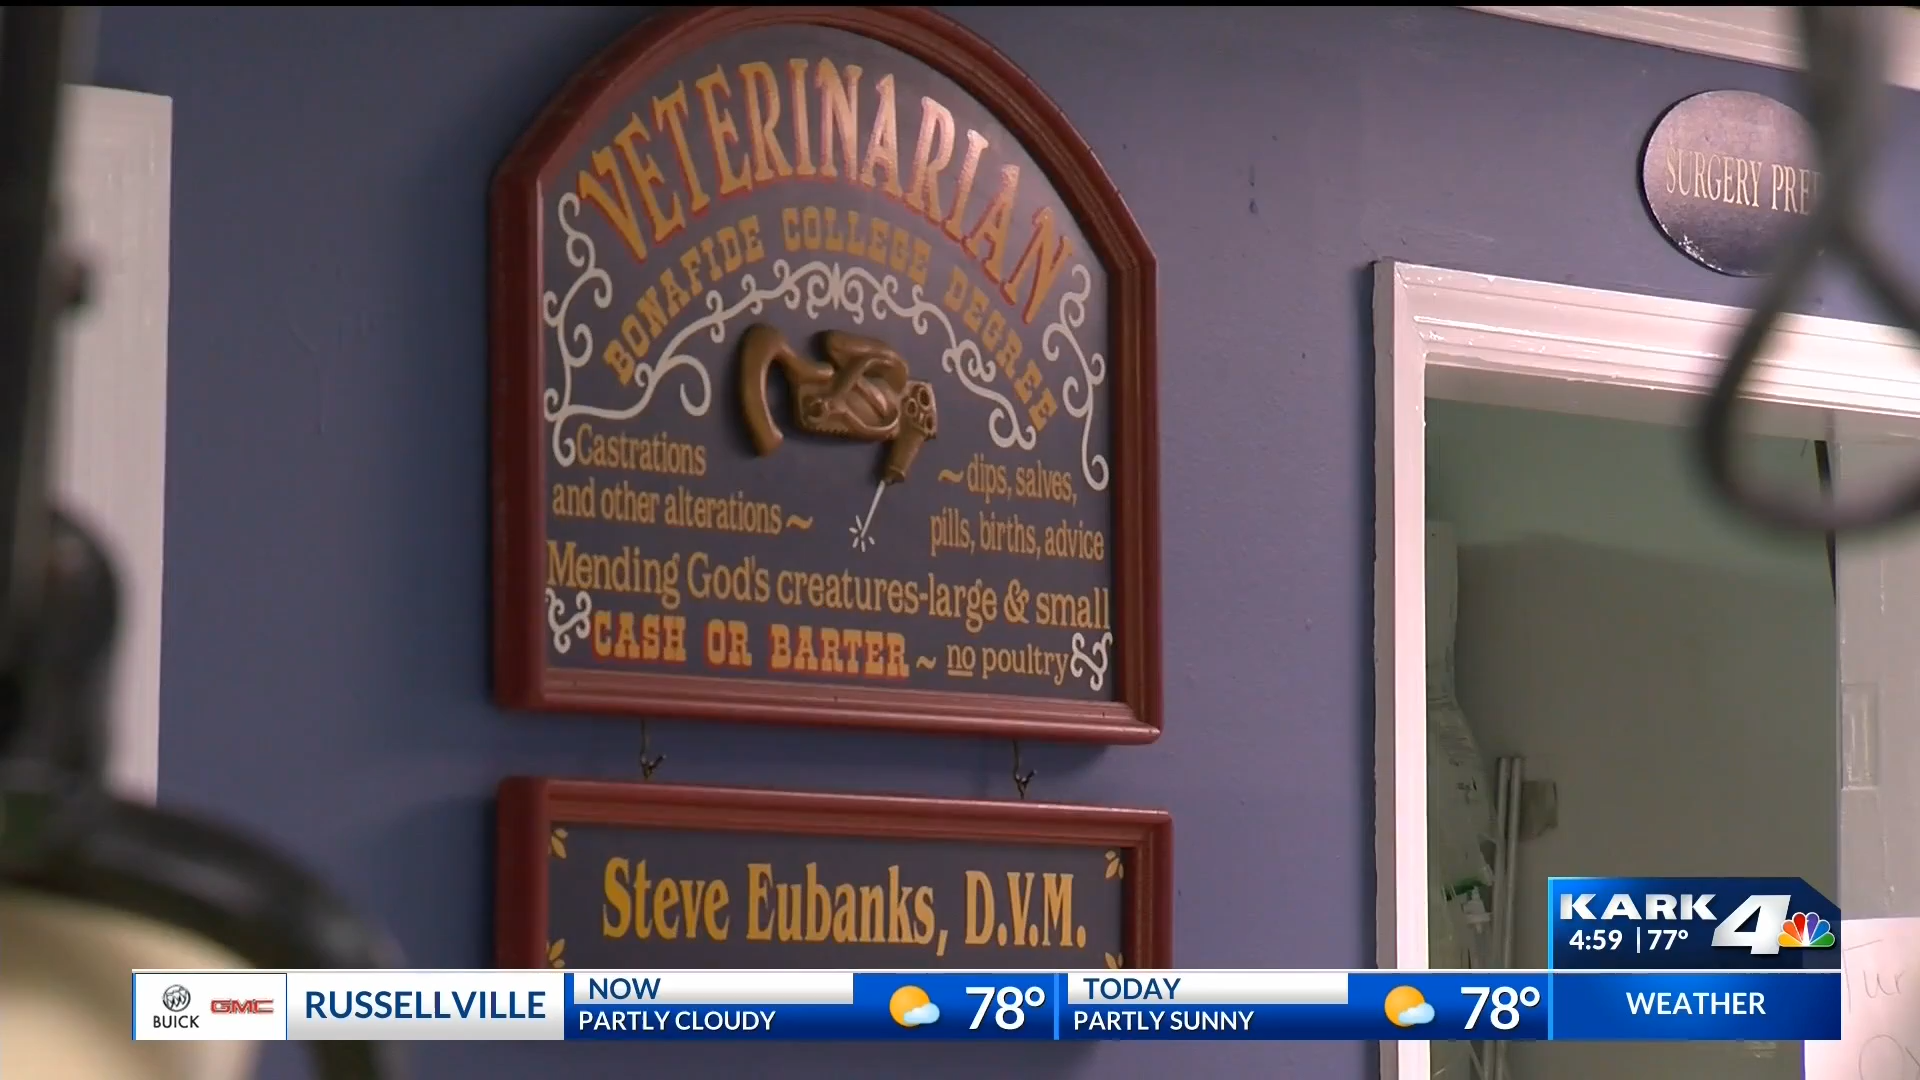 VETERINARIAN
BONAFIDE COLLEGE DEGREE
Castrations
and other alterations ~
~ dips, salves,
pills, births, advice
Mending God's creatures-large & small
CASH OR BARTER ~ no poultry
Steve Eubanks, D.V.M.
SURGERY PREP
KARK 4
4:59 | 77°
BUICK
GMC
RUSSELLVILLE
NOW
PARTLY CLOUDY
78°
TODAY
PARTLY SUNNY
78°
WEATHER